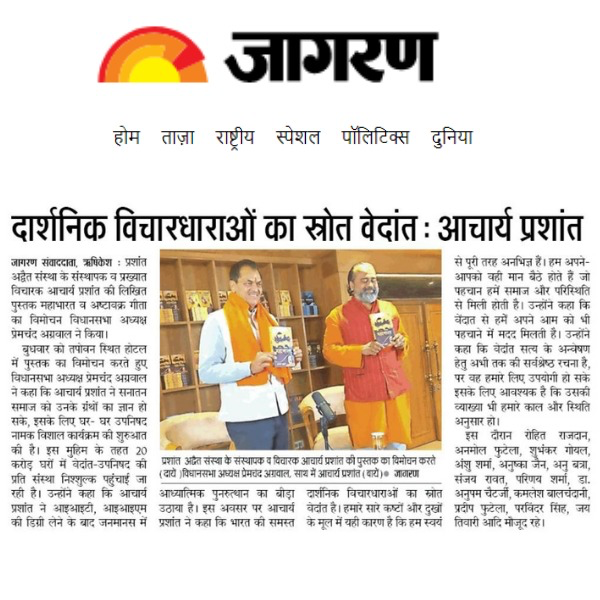 जागरण
होम ताज़ा राष्ट्रीय स्पेशल पॉलिटिक्स दुनिया
दार्शनिक विचारधाराओं का स्रोत वेदांत : आचार्य प्रशांत
जागरण संवाददाता, ऋषिकेश : प्रशांत
अद्वैत संस्था के संस्थापक व प्रख्यात
विचारक आचार्य प्रशांत की लिखित
पुस्तक महाभारत व अष्टावक्र गीता
का विमोचन विधानसभा अध्यक्ष
प्रेमचंद अग्रवाल ने किया।
बुधवार को तपोवन स्थित होटल
में पुस्तक का विमोचन करते हुए
विधानसभा अध्यक्ष प्रेमचंद अग्रवाल
ने कहा कि आचार्य प्रशांत ने सनातन
समाज को उनके ग्रंथों का ज्ञान हो
सके, इसके लिए घर- घर उपनिषद
नामक विशाल कार्यक्रम की शुरुआत
की है। इस मुहिम के तहत 20
करोड़ घरों में वेदांत-उपनिषद की
प्रति संस्था निश्शुल्क पहुंचाई जा
रही है। उन्होंने कहा कि आचार्य
प्रशांत ने आइआइटी, आइआइएम
की डिग्री लेने के बाद जनमानस में
प्रशांत अद्वैत संस्था के संस्थापक व विचारक आचार्य प्रशांत की पुस्तक का विमोचन करते
(दायें) विधानसभा अध्यक्ष प्रेमचंद अग्रवाल, साथ में आचार्य प्रशांत (बायें) ● जागरण
आध्यात्मिक पुनरुत्थान का बीड़ा
उठाया है। इस अवसर पर आचार्य
प्रशांत ने कहा कि भारत की समस्त
दार्शनिक विचारधाराओं का स्रोत
वेदांत है। हमारे सारे कष्टों और दुखों
के मूल में यही कारण है कि हम स्वयं
से पूरी तरह अनभिज्ञ हैं। हम अपने-
आपको वही मान बैठे होते हैं जो
पहचान हमें समाज और परिस्थिति
से मिली होती है। उन्होंने कहा कि
वेंदात से हमें अपने आम को भी
पहचाने में मदद मिलती है। उन्होंने
कहा कि वेदांत सत्य के अन्वेषण
हेतु अभी तक की सर्वश्रेष्ठ रचना है,
पर वह हमारे लिए उपयोगी हो सके
इसके लिए आवश्यक है कि उसकी
व्याख्या भी हमारे काल और स्थिति
अनुसार हो।
इस दौरान रोहित राजदान,
अनमोल फुटेला, शुभंकर गोयल,
अंशु शर्मा, अनुष्का जैन, अनु बत्रा,
संजय रावत, परिणय शर्मा, डा.
अनुपम चैटर्जी, कमलेश बालचंदानी,
प्रदीप फुटेला, परविंदर सिंह, जय
तिवारी आदि मौजूद रहे।